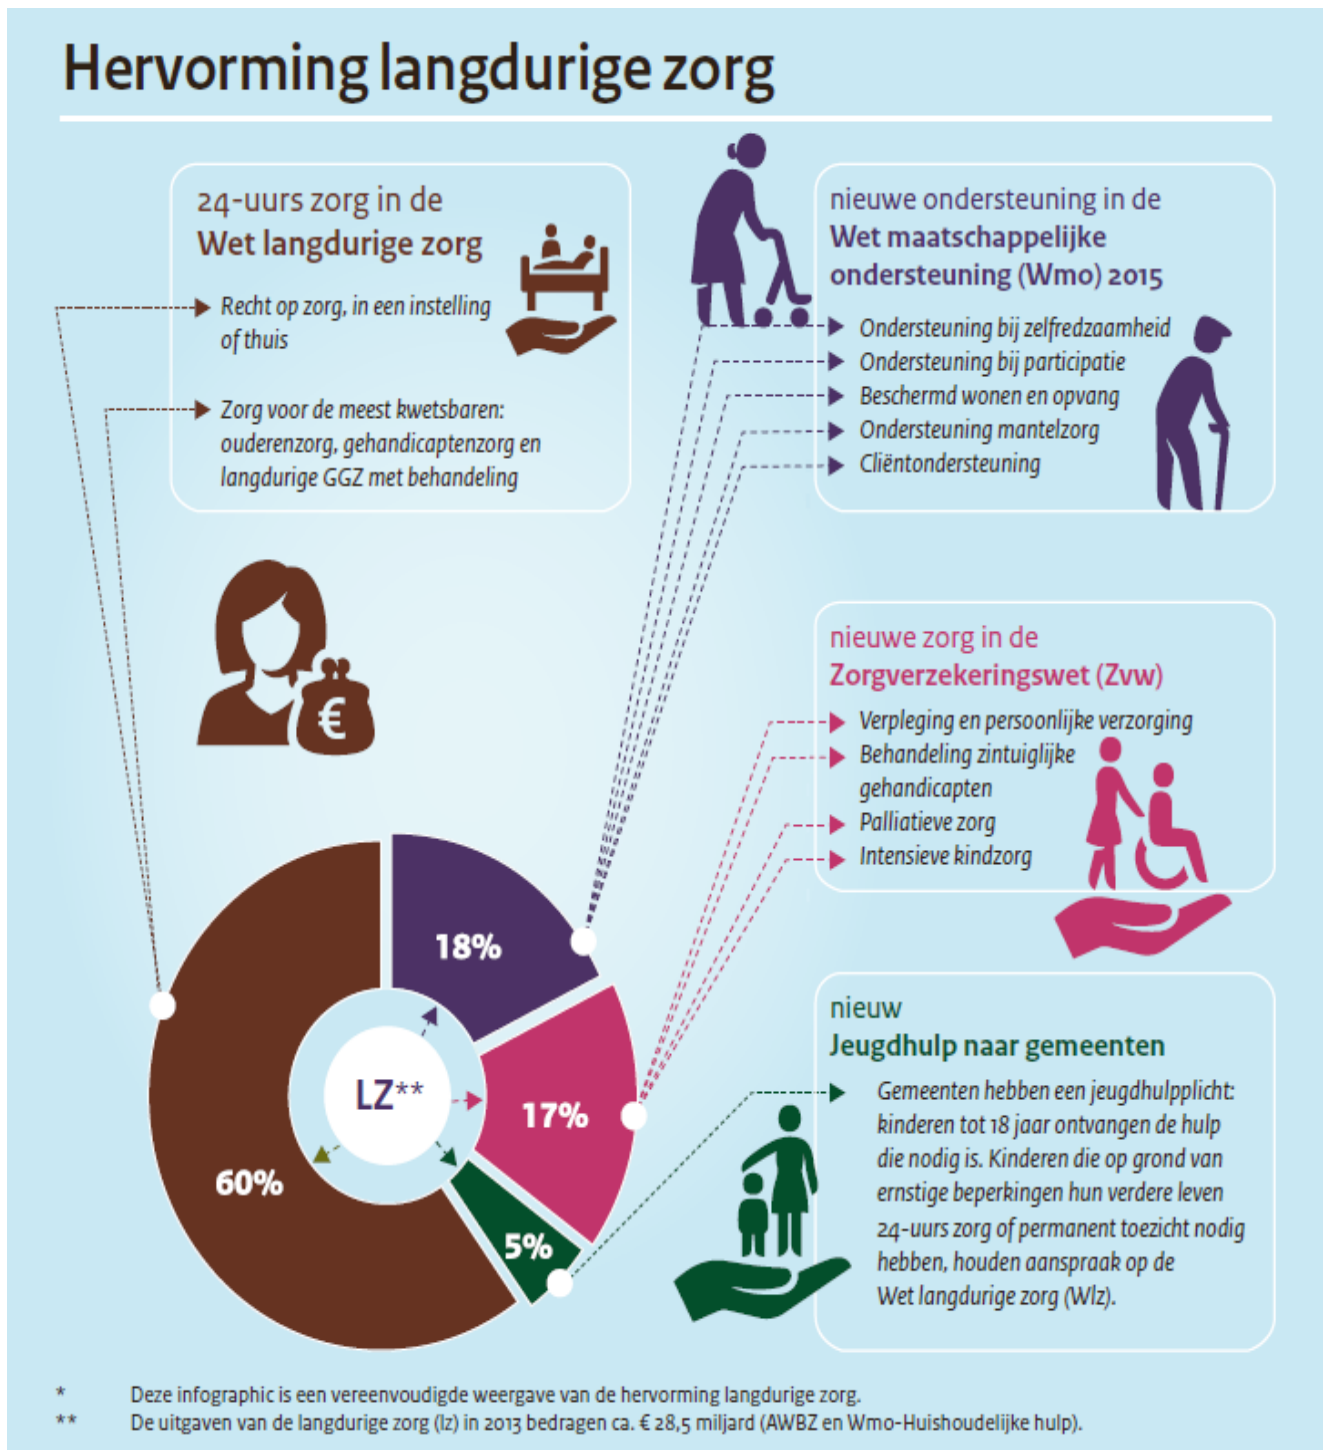 Hervorming langdurige zorg
24-uurs zorg in de
Wet langdurige zorg
Recht op zorg, in een instelling
of thuis
Zorg voor de meest kwetsbaren:
ouderenzorg, gehandicaptenzorg en
langdurige GGZ met behandeling
nieuwe ondersteuning in de
Wet maatschappelijke
ondersteuning (Wmo) 2015
Ondersteuning bij zelfredzaamheid
Ondersteuning bij participatie
Beschermd wonen en opvang
Ondersteuning mantelzorg
Cliëntondersteuning
€
nieuwe zorg in de
Zorgverzekeringswet (Zvw)
Verpleging en persoonlijke verzorging
Behandeling zintuiglijke
gehandicapten
Palliatieve zorg
Intensieve kindzorg
18%
17%
5%
60%
LZ**
nieuw
Jeugdhulp naar gemeenten
Gemeenten hebben een jeugdhulpplicht:
kinderen tot 18 jaar ontvangen de hulp
die nodig is. Kinderen die op grond van
ernstige beperkingen hun verdere leven
24-uurs zorg of permanent toezicht nodig
hebben, houden aanspraak op de
Wet langdurige zorg (Wlz).
* Deze infographic is een vereenvoudigde weergave van de hervorming langdurige zorg.
** De uitgaven van de langdurige zorg (lz) in 2013 bedragen ca. € 28,5 miljard (AWBZ en Wmo-Huishoudelijke hulp).